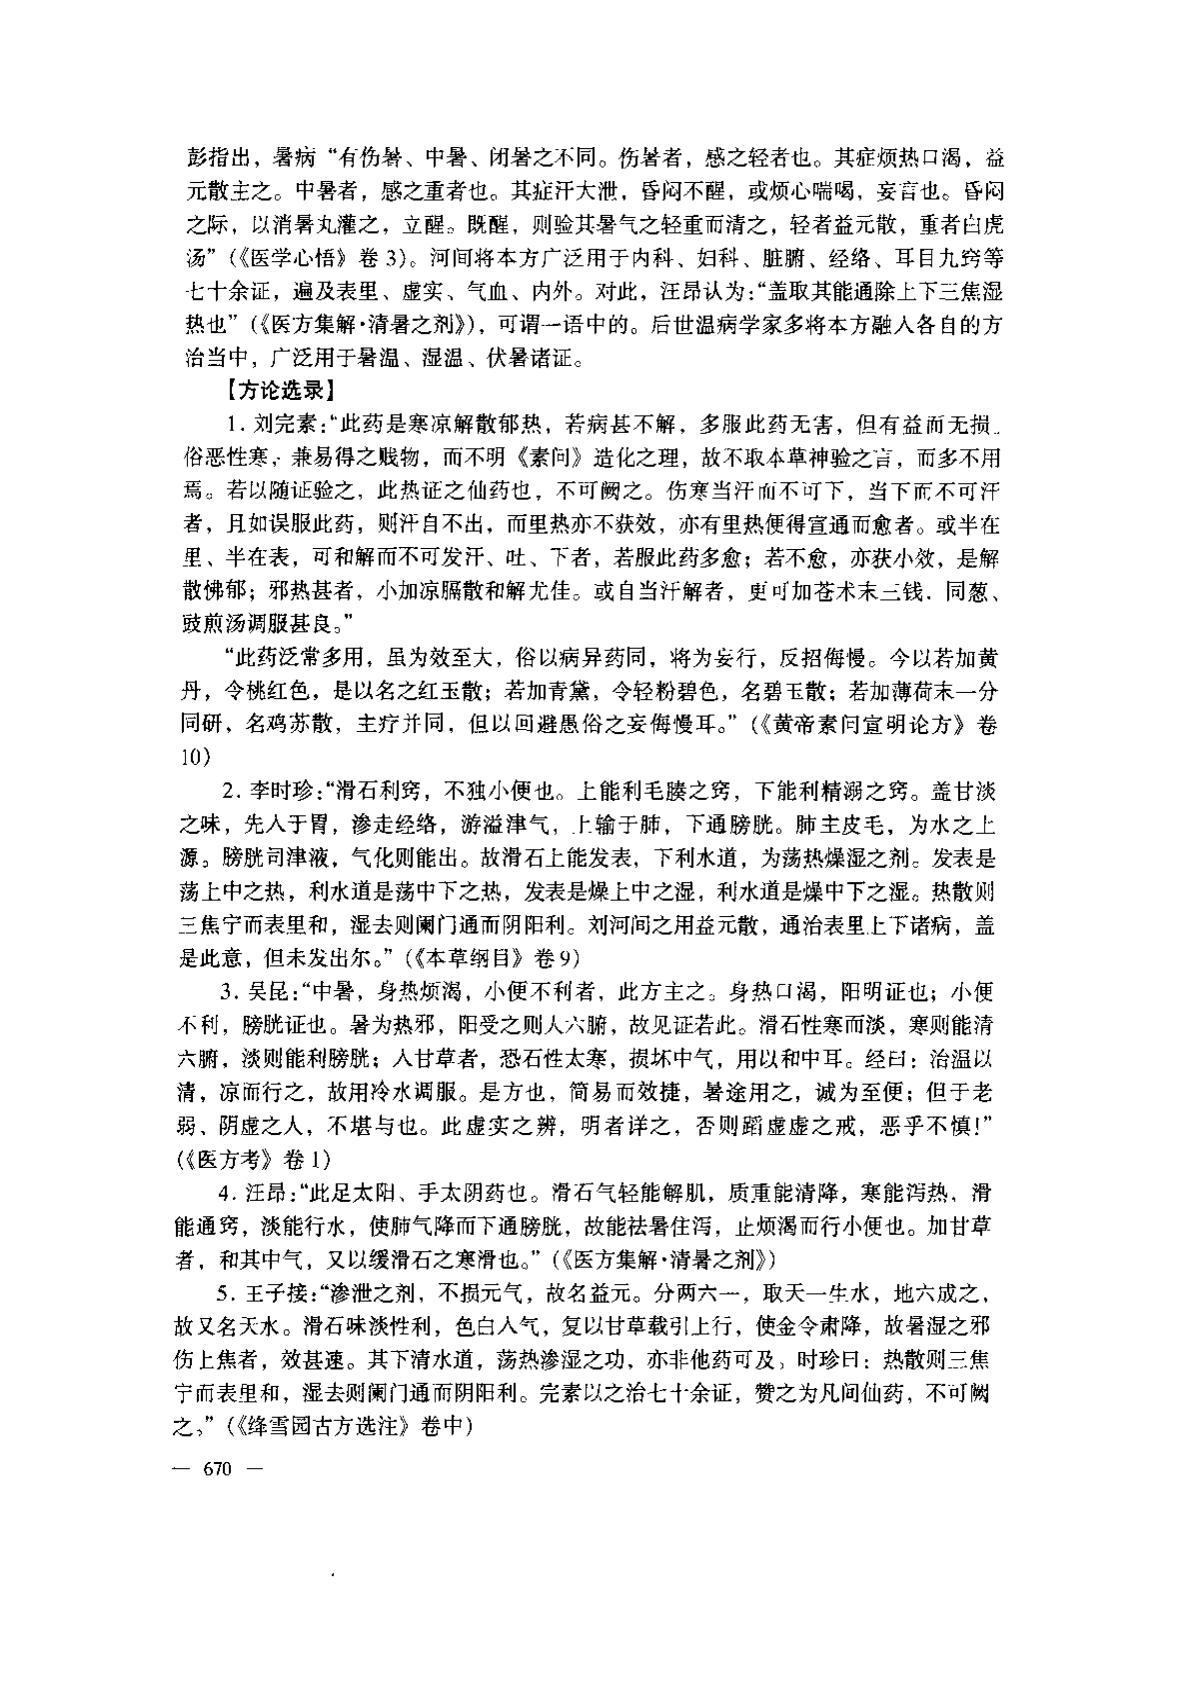 彭指出，暑病“有伤暑、中暑、闭暑之不同。伤暑者，感之轻者也。其症烦热口渴，益
元散主之。中暑者，感之重者也。其症汗大泄，昏闷不醒，或烦心喘喝，妄言也。昏闷
之际，以消暑丸灌之，立醒。既醒，则验其暑气之轻重而清之，轻者益元散，重者白虎
汤”（《医学心悟》卷3）。河间将本方广泛用于内科、妇科、脏腑、经络、耳目九窍等
七十余证，遍及表里、虚实、气血、内外。对此，汪昂认为：“盖取其能通除上下三焦湿
热也”（《医方集解·清暑之剂》），可谓一语中的。后世温病学家多将本方融入各自的方
治当中，广泛用于暑温、湿温、伏暑诸证。
【方论选录】
1. 刘完素：“此药是寒凉解散郁热，若病甚不解，多服此药无害，但有益而无损。
俗恶性寒，兼易得之贱物，而不明《素问》造化之理，故不取本草神验之言，而多不用
焉。若以随证验之，此热证之仙药也，不可阙之。伤寒当汗而不可下，当下而不可汗
者，且如误服此药，则汗自不出，而里热亦不获效，亦有里热便得宣通而愈者。或半在
里、半在表，可和解而不可发汗、吐、下者，若服此药多愈；若不愈，亦获小效，是解
散怫郁；邪热甚者，小加凉膈散和解尤佳。或自当汗解者，更可加苍术末三钱．同葱、
豉煎汤调服甚良。”
“此药泛常多用，虽为效至大，俗以病异药同，将为妄行，反招侮慢。今以若加黄
丹，令桃红色，是以名之红玉散；若加青黛，令轻粉碧色，名碧玉散；若加薄荷末一分
同研，名鸡苏散，主疗并同，但以回避愚俗之妄侮慢耳。”（《黄帝素问宣明论方》卷
10）
2. 李时珍：“滑石利窍，不独小便也。上能利毛腠之窍，下能利精溺之窍。盖甘淡
之味，先入于胃，渗走经络，游溢津气，上输于肺，下通膀胱。肺主皮毛，为水之上
源。膀胱司津液，气化则能出。故滑石上能发表，下利水道，为荡热燥湿之剂。发表是
荡上中之热，利水道是荡中下之热，发表是燥上中之湿，利水道是燥中下之湿。热散则
三焦宁而表里和，湿去则阑门通而阴阳利。刘河间之用益元散，通治表里上下诸病，盖
是此意，但未发出尔。”（《本草纲目》卷9）
3. 吴昆：“中暑，身热烦渴，小便不利者，此方主之。身热口渴，阳明证也；小便
不利，膀胱证也。暑为热邪，阳受之则入六腑，故见证若此。滑石性寒而淡，寒则能清
六腑，淡则能利膀胱；入甘草者，恐石性太寒，损坏中气，用以和中耳。经曰：治温以
清，凉而行之，故用冷水调服。是方也，简易而效捷，暑途用之，诚为至便；但于老
弱、阴虚之人，不堪与也。此虚实之辨，明者详之，否则蹈虚虚之戒，恶乎不慎！”
（《医方考》卷1）
4. 汪昂：“此足太阳、手太阴药也。滑石气轻能解肌，质重能清降，寒能泻热，滑
能通窍，淡能行水，使肺气降而下通膀胱，故能祛暑住泻，止烦渴而行小便也。加甘草
者，和其中气，又以缓滑石之寒滑也。”（《医方集解·清暑之剂》）
5. 王子接：“渗泄之剂，不损元气，故名益元。分两六一，取天一生水，地六成之，
故又名天水。滑石味淡性利，色白入气，复以甘草载引上行，使金令肃降，故暑湿之邪
伤上焦者，效甚速。其下清水道，荡热渗湿之功，亦非他药可及。时珍曰：热散则三焦
宁而表里和，湿去则阑门通而阴阳利。完素以之治七十余证，赞之为凡间仙药，不可阙
之。”（《绛雪园古方选注》卷中）
— 670 —